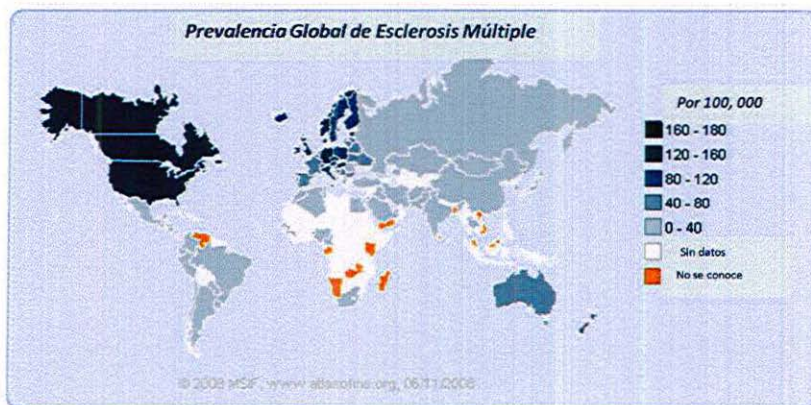 Prevalencia Global de Esclerosis Múltiple
Por 100, 000
160 - 180
120 - 160
80 - 120
40 - 80
0 - 40
Sin datos
No se conoce
© 2008 MSIF, www.atlasofms.org, 06/11/2008